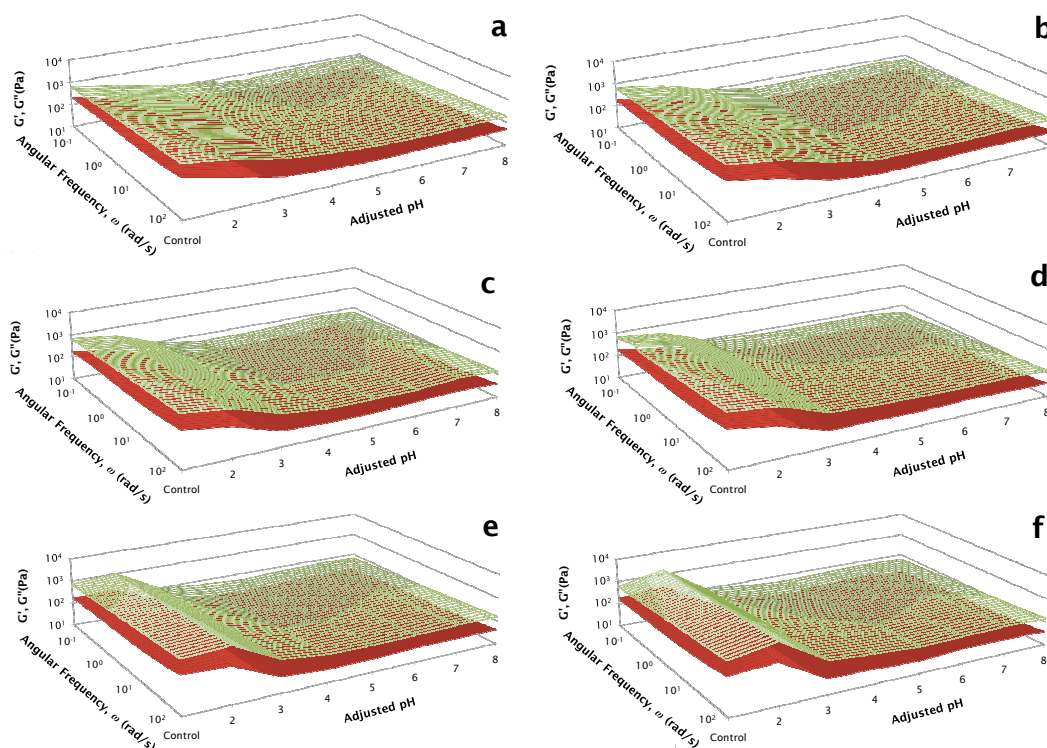 a
G', G"(Pa)
10⁴
10³
10²
10¹
10⁻¹
10⁰
10¹
10²
Angular Frequency, ω (rad/s)
Control
2
3
4
5
6
7
8
Adjusted pH
b
G', G"(Pa)
10⁴
10³
10²
10¹
10⁻¹
10⁰
10¹
10²
Angular Frequency, ω (rad/s)
Control
2
3
4
5
6
7
Adjusted pH
c
G', G"(Pa)
10⁴
10³
10²
10¹
10⁻¹
10⁰
10¹
10²
Angular Frequency, ω (rad/s)
Control
2
3
4
5
6
7
8
Adjusted pH
d
G', G"(Pa)
10⁴
10³
10²
10¹
10⁻¹
10⁰
10¹
10²
Angular Frequency, ω (rad/s)
Control
2
3
4
5
6
7
8
Adjusted pH
e
G', G"(Pa)
10⁴
10³
10²
10¹
10⁻¹
10⁰
10¹
10²
Angular Frequency, ω (rad/s)
Control
2
3
4
5
6
7
8
Adjusted pH
f
G', G"(Pa)
10⁴
10³
10²
10¹
10⁻¹
10⁰
10¹
10²
Angular Frequency, ω (rad/s)
Control
2
3
4
5
6
7
8
Adjusted pH